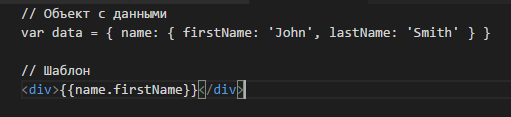 // Объект с данными
var data = { name: { firstName: 'John', lastName: 'Smith' } }
// Шаблон
<div>{{name.firstName}}</div>